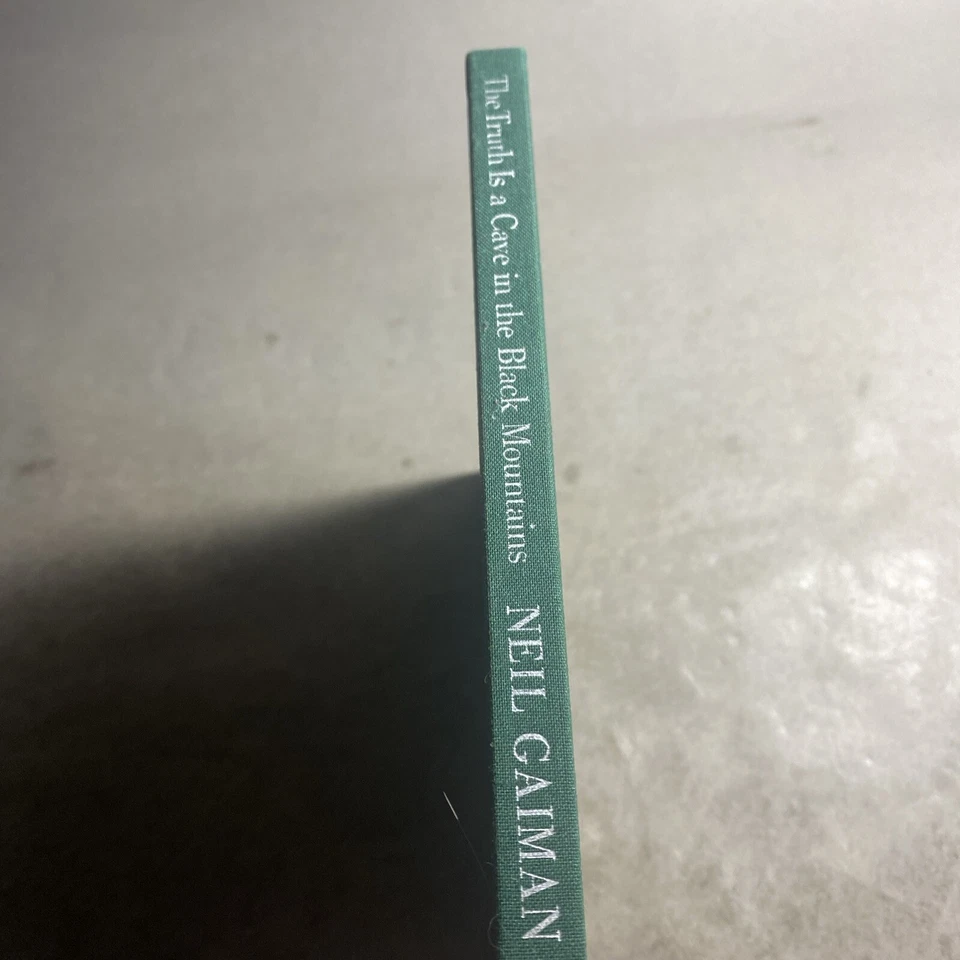 The Truth Is a Cave in the Black Mountains NEIL GAIMAN